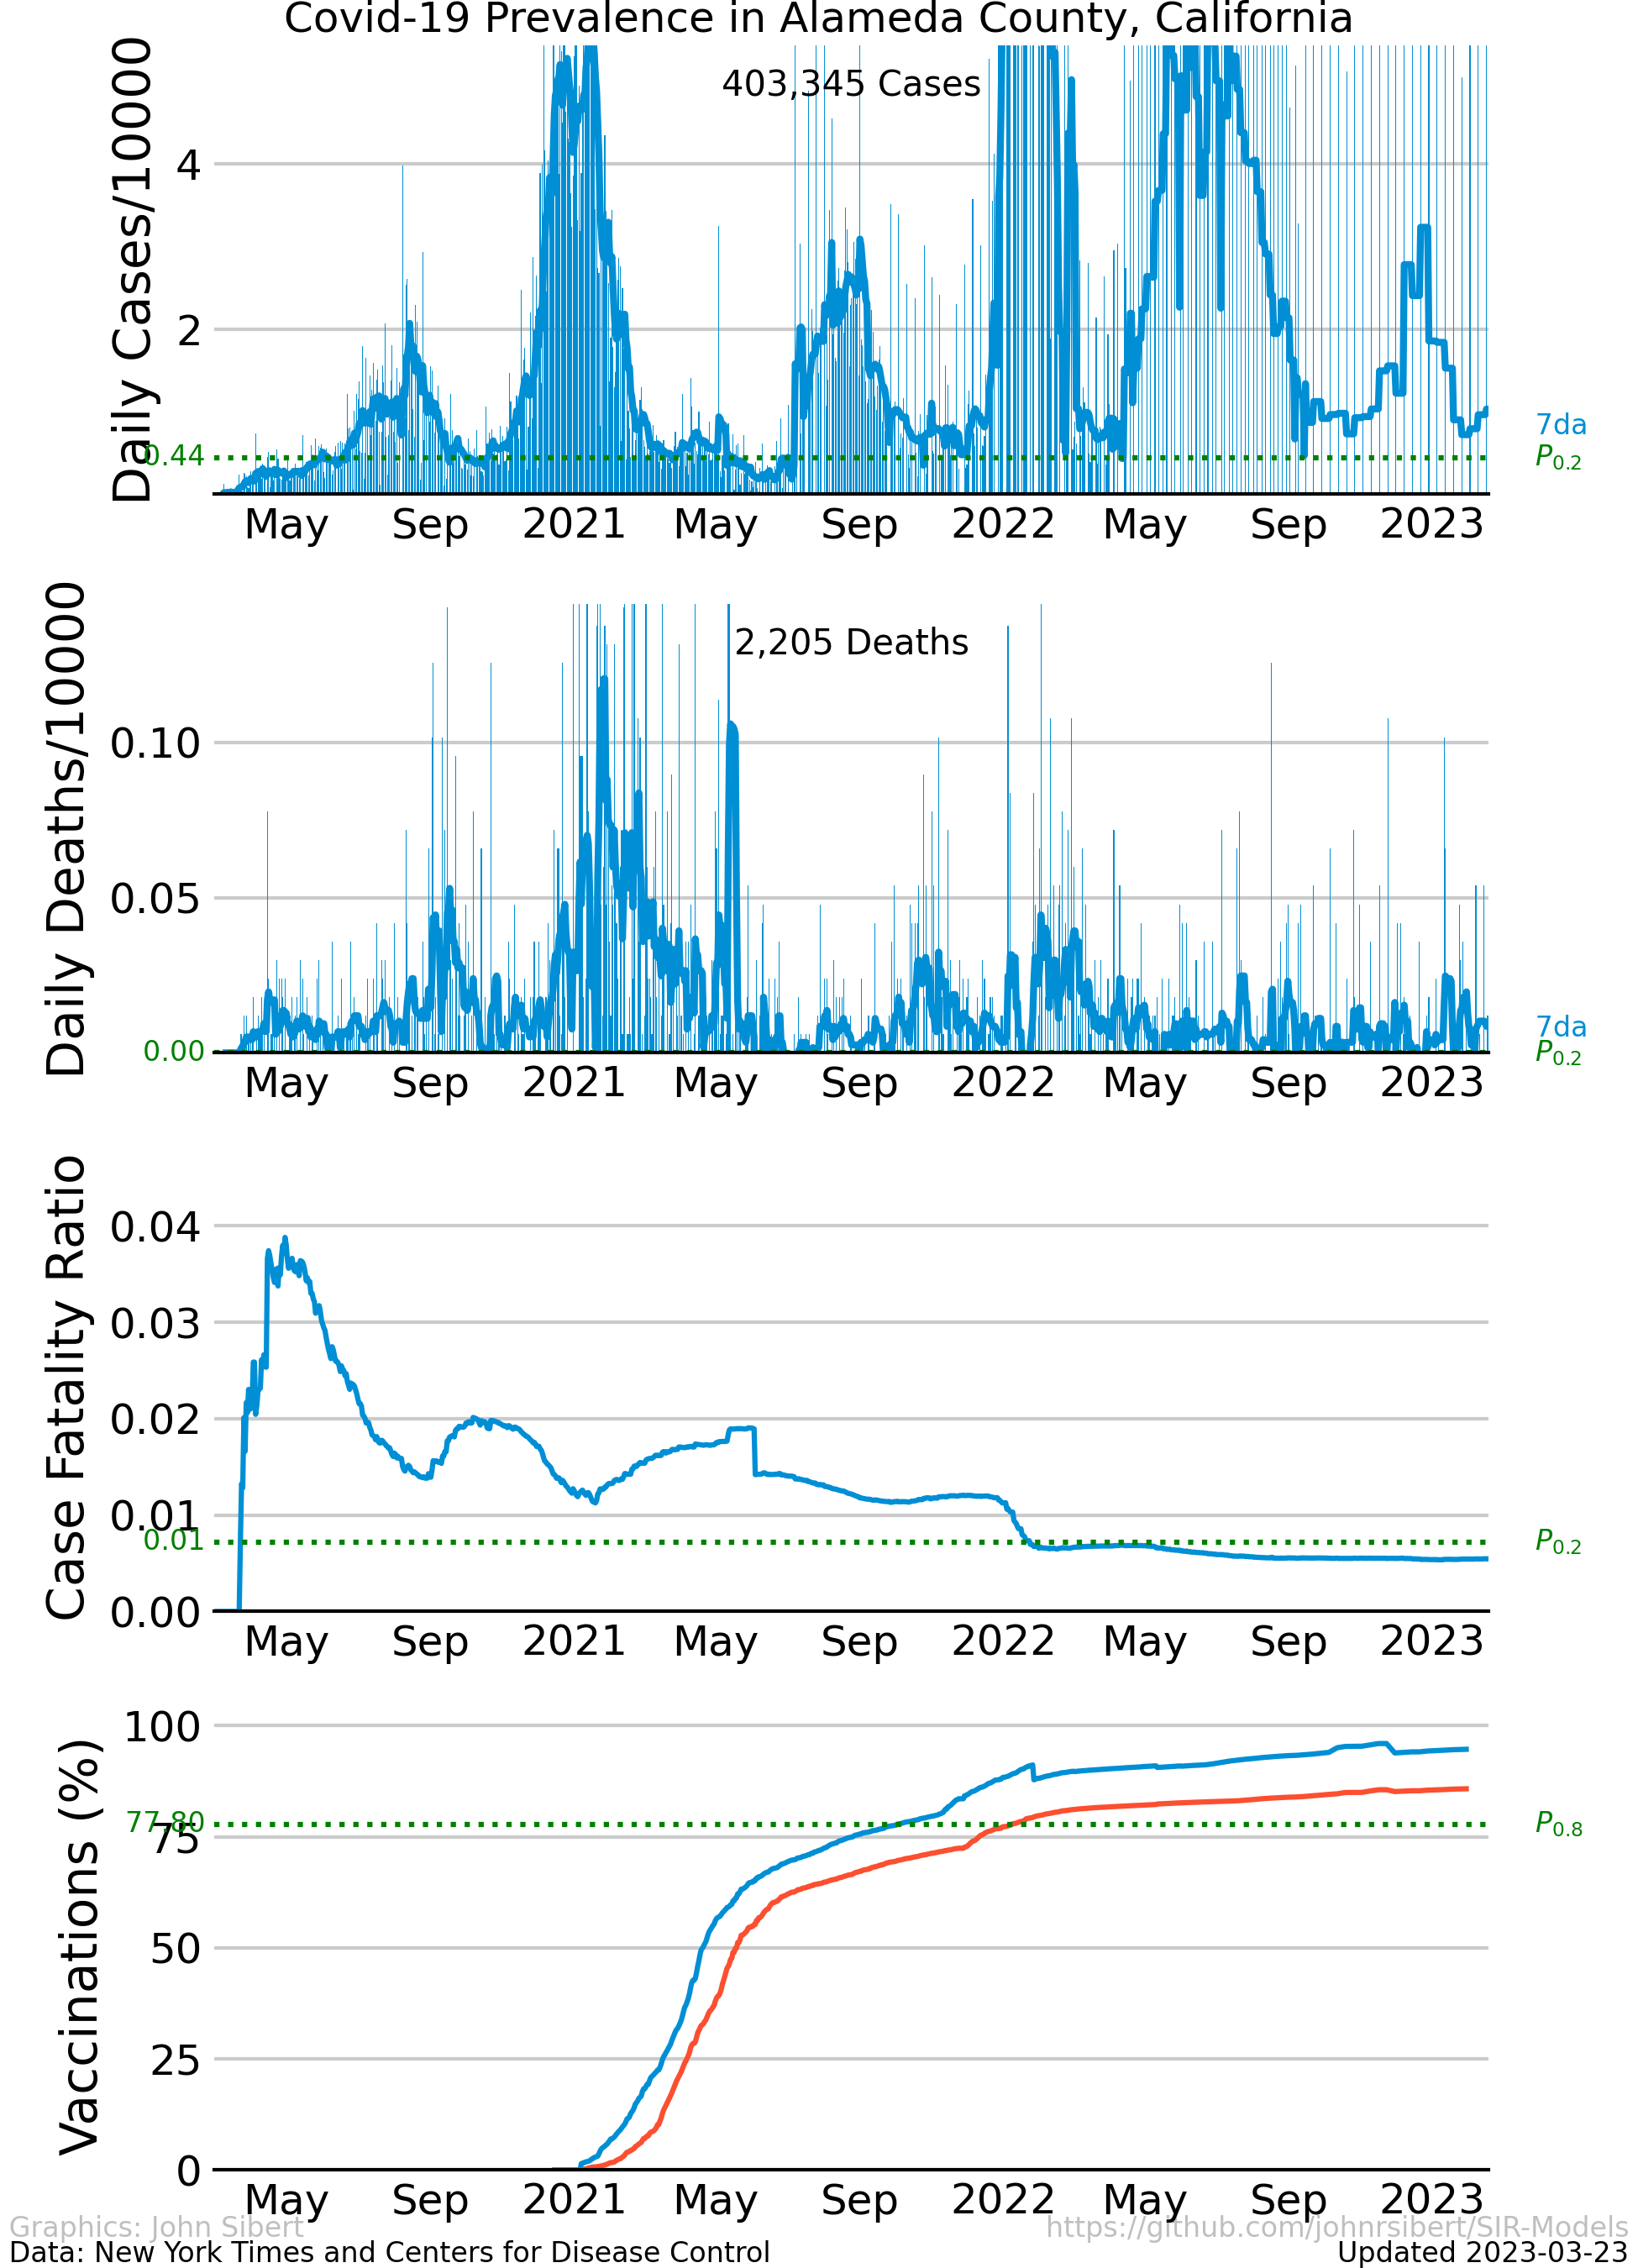 Covid-19 Prevalence in Alameda County, California
403,345 Cases
Daily Cases/10000
4
2
0.44
7da
P0.2
May Sep 2021 May Sep 2022 May Sep 2023
2,205 Deaths
Daily Deaths/10000
0.10
0.05
0.00
7da
P0.2
May Sep 2021 May Sep 2022 May Sep 2023
Case Fatality Ratio
0.04
0.03
0.02
0.01
0.01
P0.2
0.00
May Sep 2021 May Sep 2022 May Sep 2023
Vaccinations (%)
100
77.80
P0.8
75
50
25
0
May Sep 2021 May Sep 2022 May Sep 2023
Graphics: John Sibert
https://github.com/johnrsibert/SIR-Models
Data: New York Times and Centers for Disease Control
Updated 2023-03-23